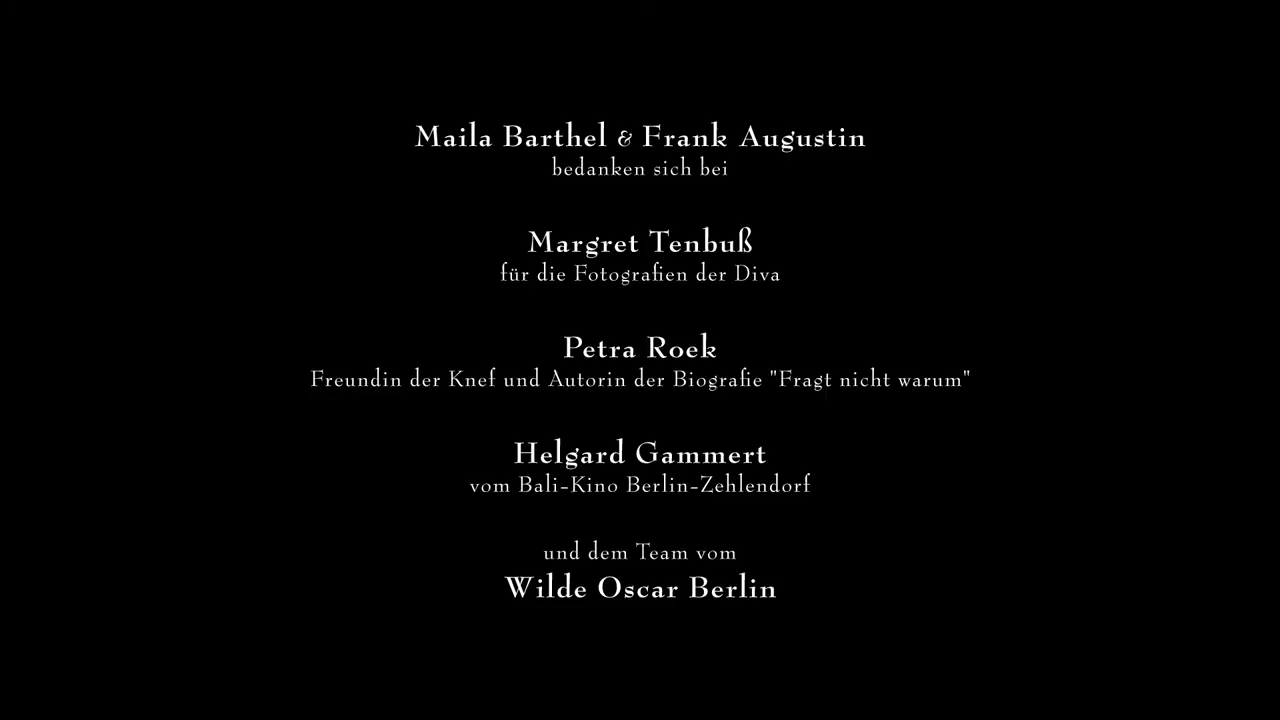 Maila Barthel & Frank Augustin
bedanken sich bei
Margret Tenbuß
für die Fotografien der Diva
Petra Roek
Freundin der Knef und Autorin der Biografie "Fragt nicht warum"
Helgard Gammert
vom Bali-Kino Berlin-Zehlendorf
und dem Team vom
Wilde Oscar Berlin